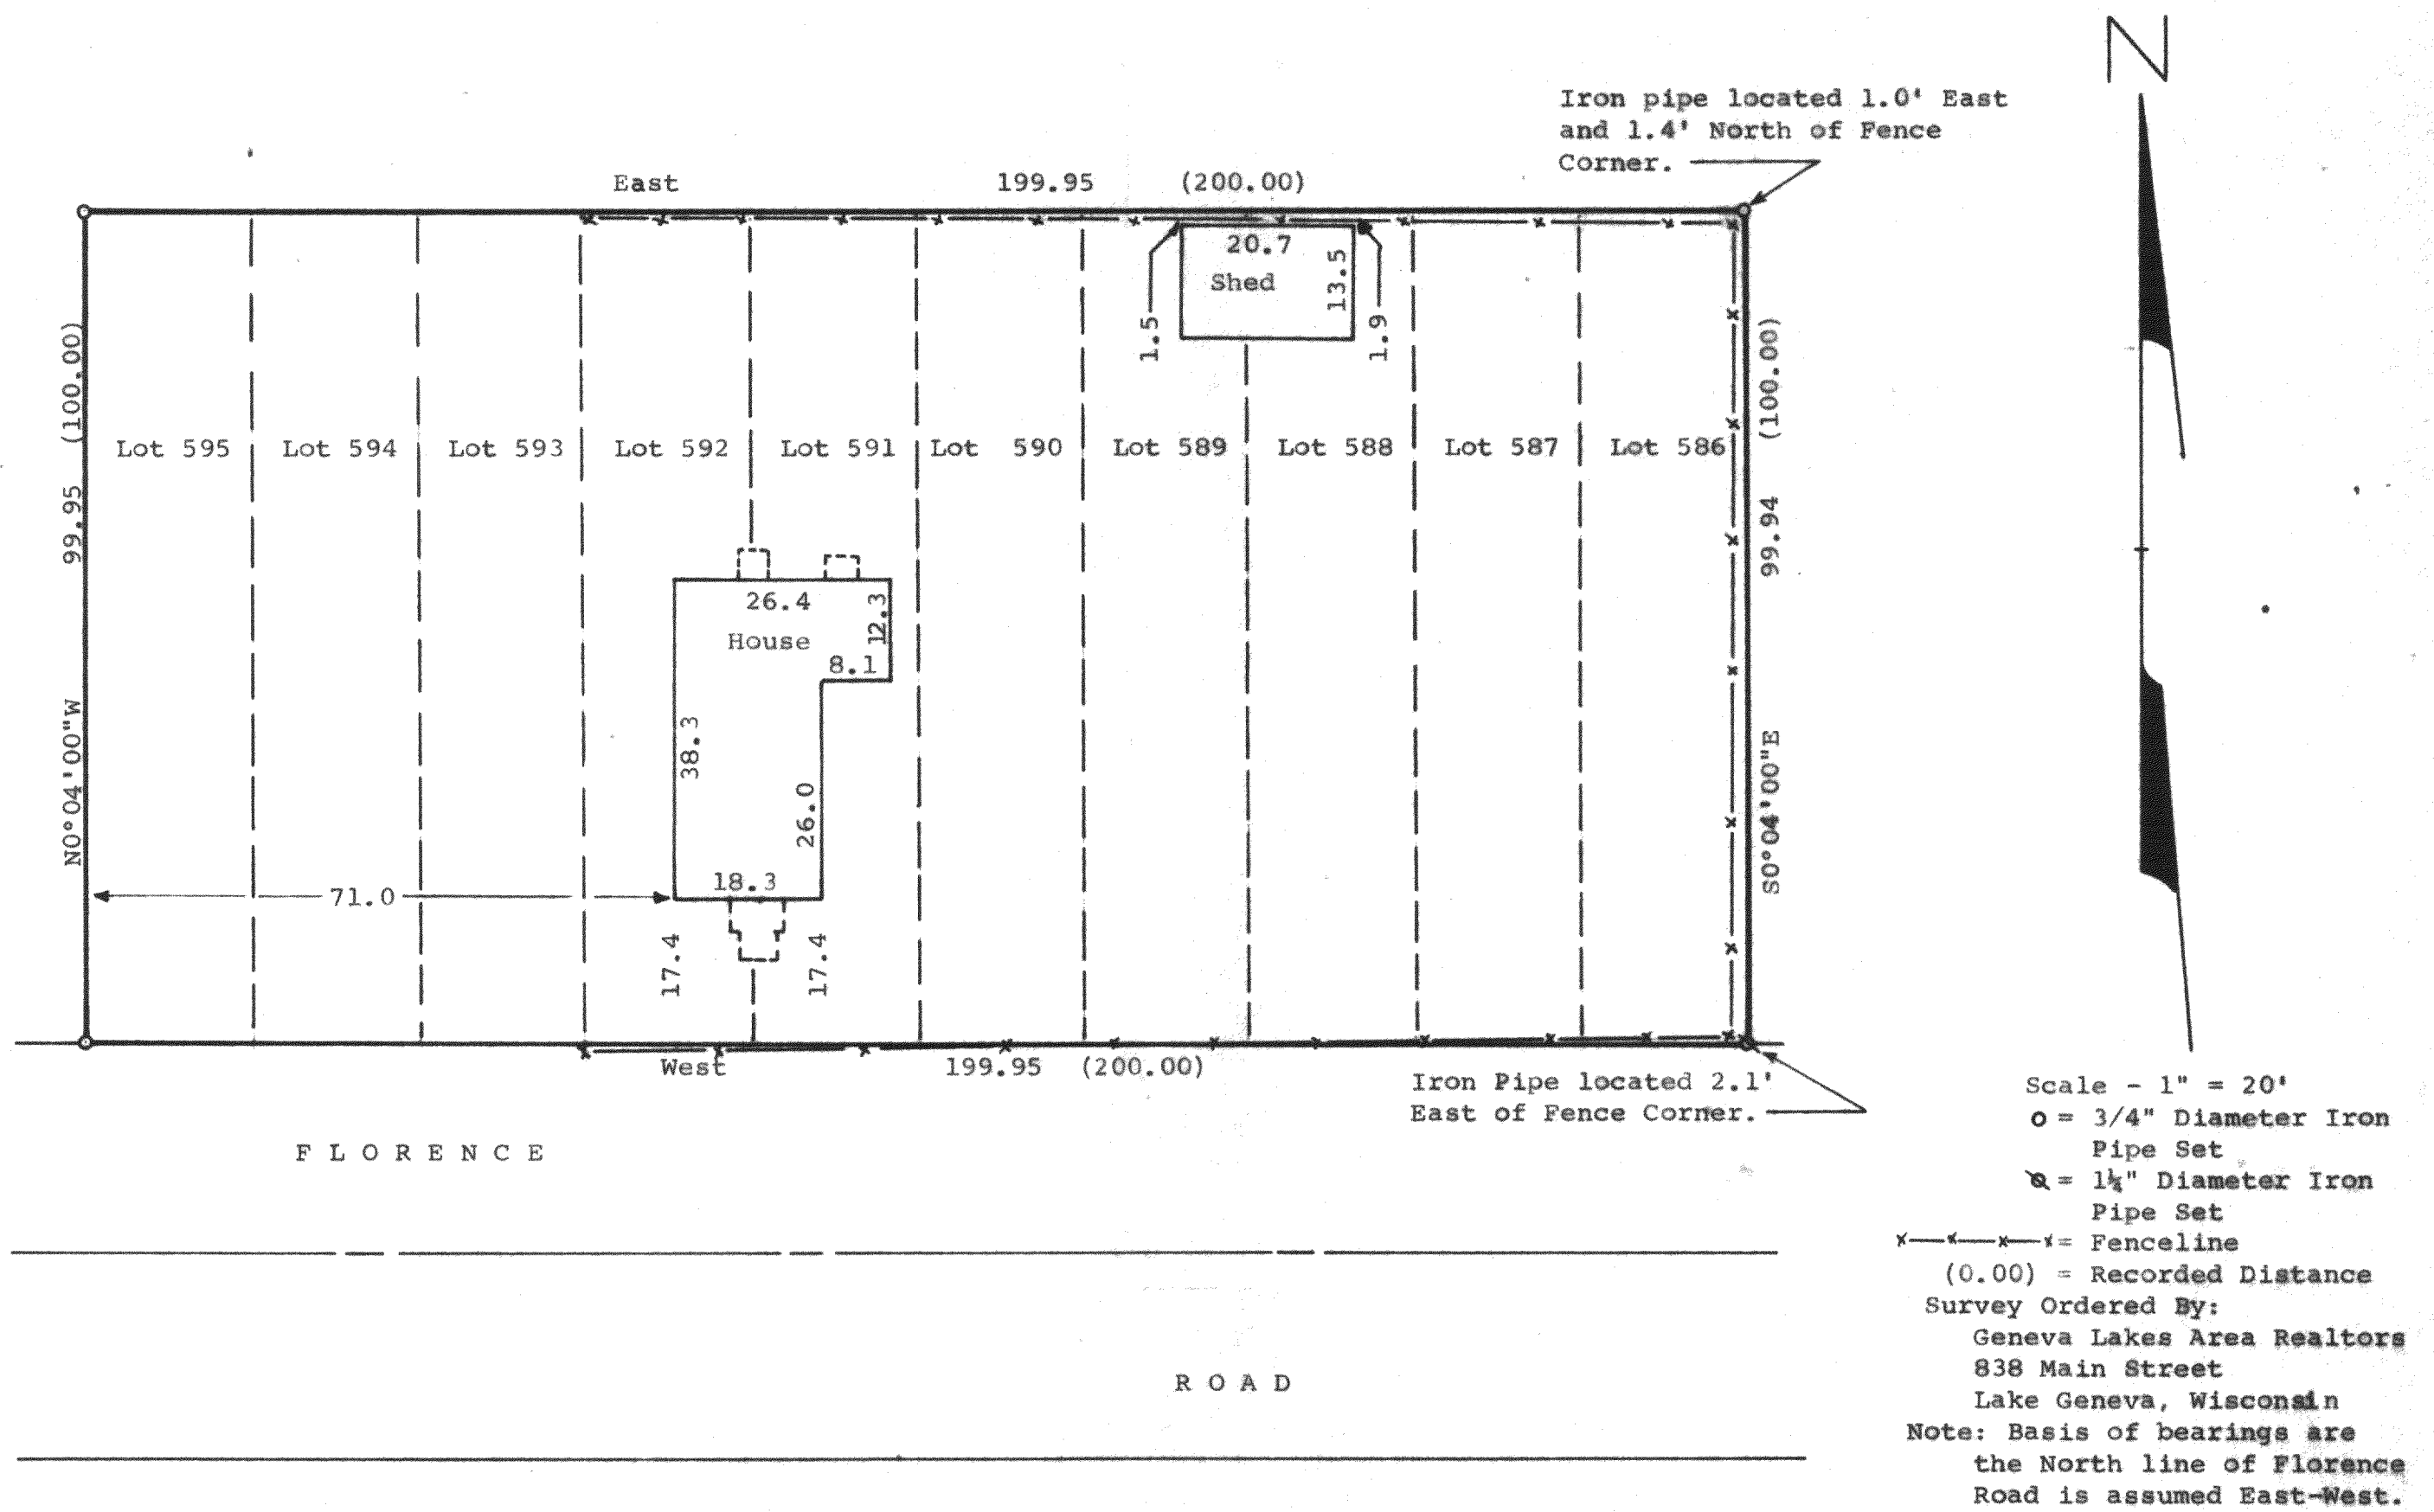 N
Iron pipe located 1.0' East
and 1.4' North of Fence
Corner.
East 199.95 (200.00)
20.7
Shed
13.5
1.5
1.9
99.95 (100.00)
N0°04'00"W
Lot 595 Lot 594 Lot 593 Lot 592 Lot 591 Lot 590 Lot 589 Lot 588 Lot 587 Lot 586
(100.00)
99.94
S0°04'00"E
26.4
House
12.3
8.1
38.3
26.0
18.3
71.0
17.4
17.4
West 199.95 (200.00)
Iron Pipe located 2.1'
East of Fence Corner.
FLORENCE
ROAD
Scale - 1" = 20'
o = 3/4" Diameter Iron
Pipe Set
= 1¼" Diameter Iron
Pipe Set
x—x—x—x= Fenceline
(0.00) = Recorded Distance
Survey Ordered By:
Geneva Lakes Area Realtors
838 Main Street
Lake Geneva, Wisconsin
Note: Basis of bearings are
the North line of Florence
Road is assumed East-West.